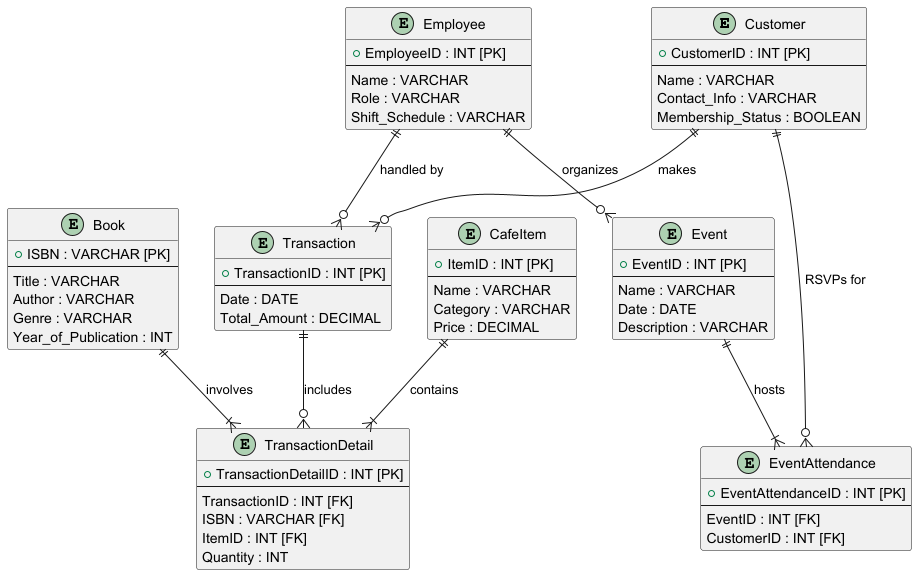 E Employee
EmployeeID : INT [PK]
Name : VARCHAR
Role : VARCHAR
Shift_Schedule : VARCHAR
E Customer
CustomerID : INT [PK]
Name : VARCHAR
Contact_Info : VARCHAR
Membership_Status : BOOLEAN
handled by
organizes
makes
E Book
ISBN : VARCHAR [PK]
Title : VARCHAR
Author : VARCHAR
Genre : VARCHAR
Year_of_Publication : INT
E Transaction
TransactionID : INT [PK]
Date : DATE
Total_Amount : DECIMAL
E CafeItem
ItemID : INT [PK]
Name : VARCHAR
Category : VARCHAR
Price : DECIMAL
E Event
EventID : INT [PK]
Name : VARCHAR
Date : DATE
Description : VARCHAR
RSVPs for
involves
includes
contains
hosts
E TransactionDetail
TransactionDetailID : INT [PK]
TransactionID : INT [FK]
ISBN : VARCHAR [FK]
ItemID : INT [FK]
Quantity : INT
E EventAttendance
EventAttendanceID : INT [PK]
EventID : INT [FK]
CustomerID : INT [FK]